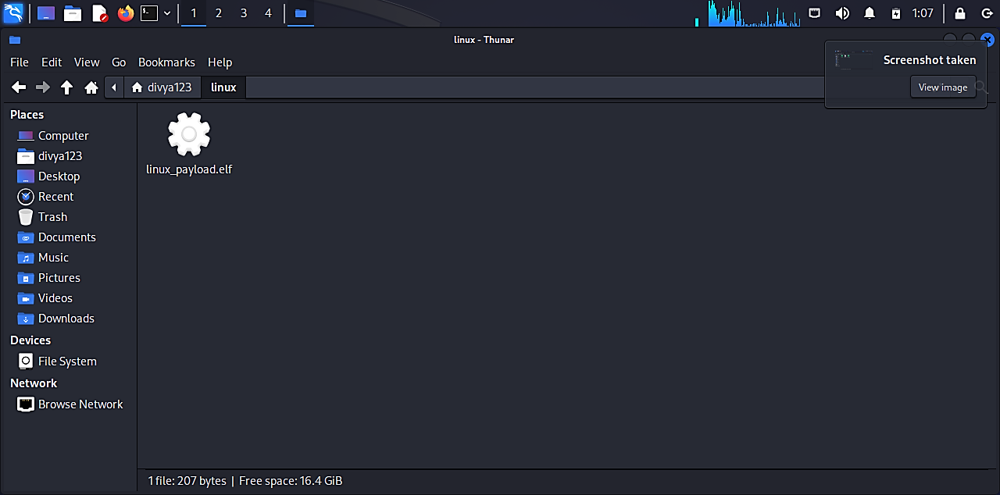 1 2 3 4 1:07
linux - Thunar
File Edit View Go Bookmarks Help
Screenshot taken
View image
divya123 linux
Places
Computer
divya123
Desktop
Recent
Trash
Documents
Music
Pictures
Videos
Downloads
Devices
File System
Network
Browse Network
linux_payload.elf
1 file: 207 bytes | Free space: 16.4 GiB